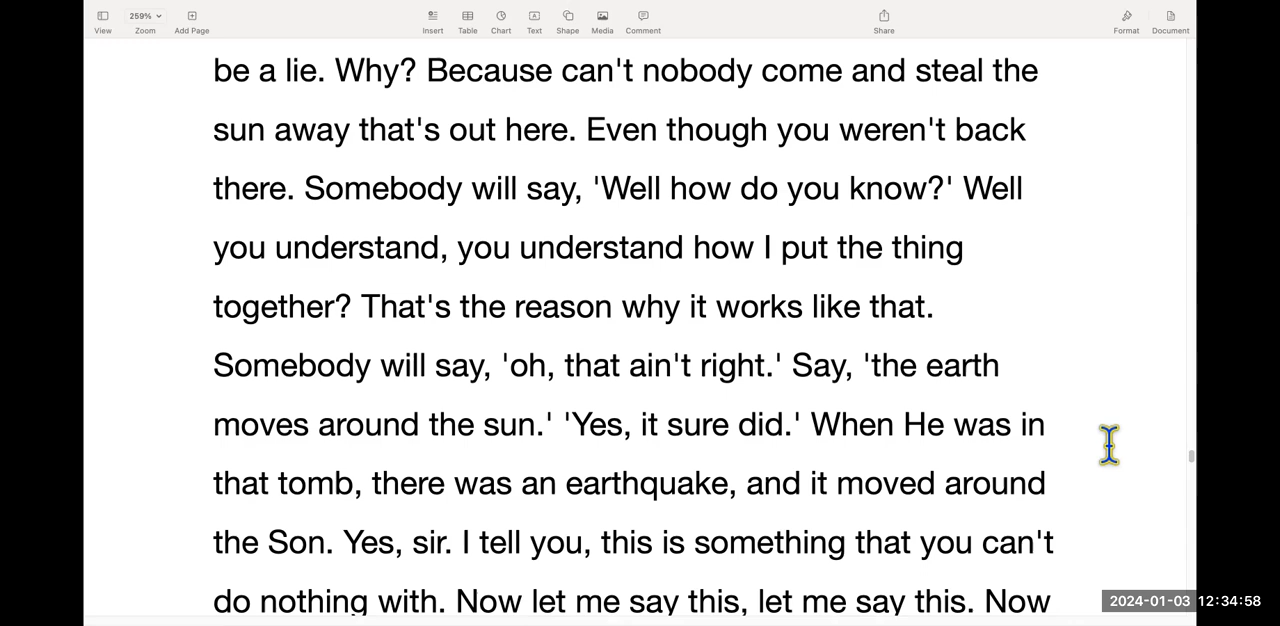 259%
View
Zoom
Add Page
Insert
Table
Chart
Text
Shape
Media
Comment
Share
Format
Document
be a lie. Why? Because can't nobody come and steal the
sun away that's out here. Even though you weren't back
there. Somebody will say, 'Well how do you know?' Well
you understand, you understand how I put the thing
together? That's the reason why it works like that.
Somebody will say, 'oh, that ain't right.' Say, 'the earth
moves around the sun.' 'Yes, it sure did.' When He was in
that tomb, there was an earthquake, and it moved around
the Son. Yes, sir. I tell you, this is something that you can't
do nothing with. Now let me say this, let me say this. Now
2024-01-03 12:34:58